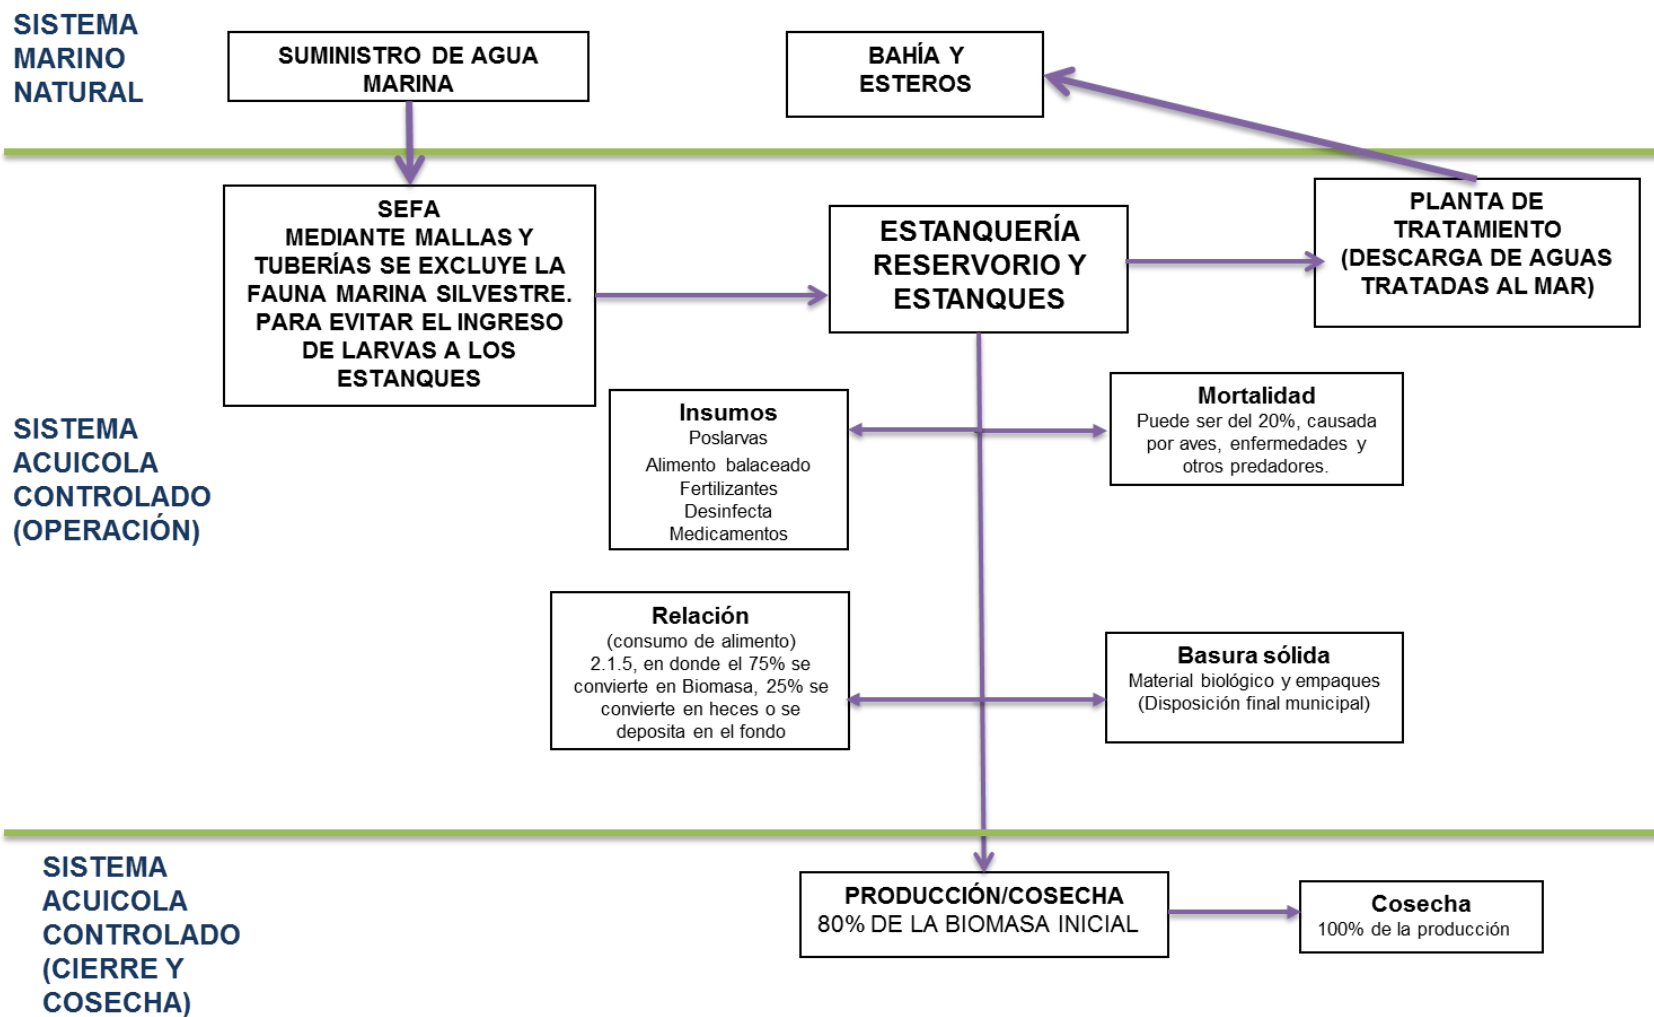 SISTEMA
MARINO
NATURAL
SUMINISTRO DE AGUA
MARINA
BAHÍA Y
ESTEROS
SEFA
MEDIANTE MALLAS Y
TUBERÍAS SE EXCLUYE LA
FAUNA MARINA SILVESTRE.
PARA EVITAR EL INGRESO
DE LARVAS A LOS
ESTANQUES
ESTANQUERÍA
RESERVORIO Y
ESTANQUES
PLANTA DE
TRATAMIENTO
(DESCARGA DE AGUAS
TRATADAS AL MAR)
SISTEMA
ACUICOLA
CONTROLADO
(OPERACIÓN)
Insumos
Poslarvas
Alimento balaceado
Fertilizantes
Desinfecta
Medicamentos
Mortalidad
Puede ser del 20%, causada
por aves, enfermedades y
otros predadores.
Relación
(consumo de alimento)
2.1.5, en donde el 75% se
convierte en Biomasa, 25% se
convierte en heces o se
deposita en el fondo
Basura sólida
Material biológico y empaques
(Disposición final municipal)
SISTEMA
ACUICOLA
CONTROLADO
(CIERRE Y
COSECHA)
PRODUCCIÓN/COSECHA
80% DE LA BIOMASA INICIAL
Cosecha
100% de la producción